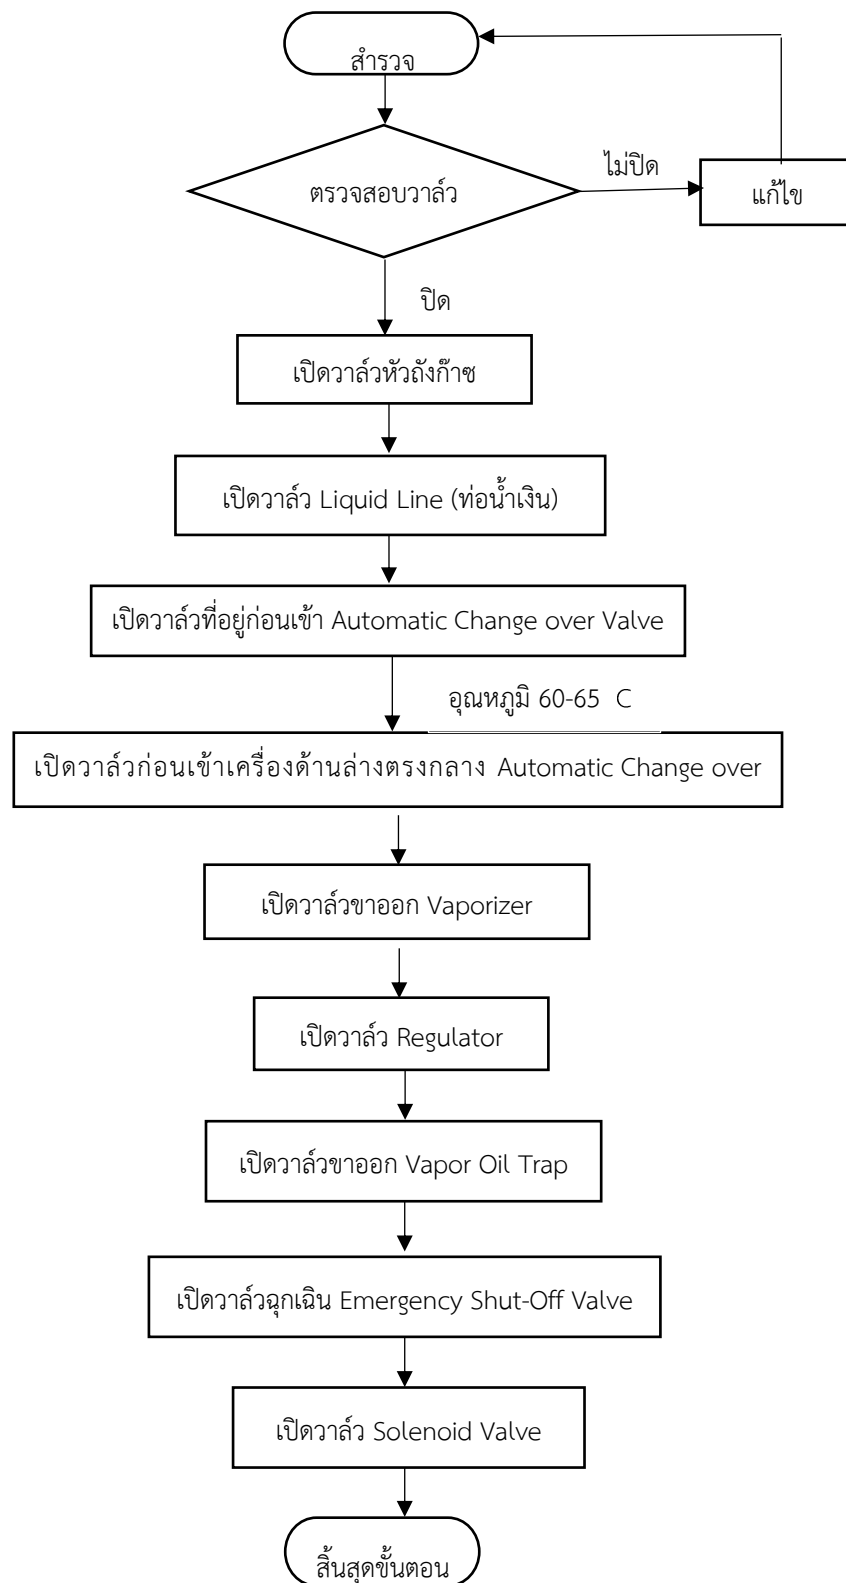 สำรวจ
ตรวจสอบวาล์ว
ไม่ปิด
แก้ไข
ปิด
เปิดวาล์วหัวถังก๊าซ
เปิดวาล์ว Liquid Line (ท่อน้ำเงิน)
เปิดวาล์วที่อยู่ก่อนเข้า Automatic Change over Valve
อุณหภูมิ 60-65 C
เปิดวาล์วก่อนเข้าเครื่องด้านล่างตรงกลาง Automatic Change over
เปิดวาล์วขาออก Vaporizer
เปิดวาล์ว Regulator
เปิดวาล์วขาออก Vapor Oil Trap
เปิดวาล์วฉุกเฉิน Emergency Shut-Off Valve
เปิดวาล์ว Solenoid Valve
สิ้นสุดขั้นตอน